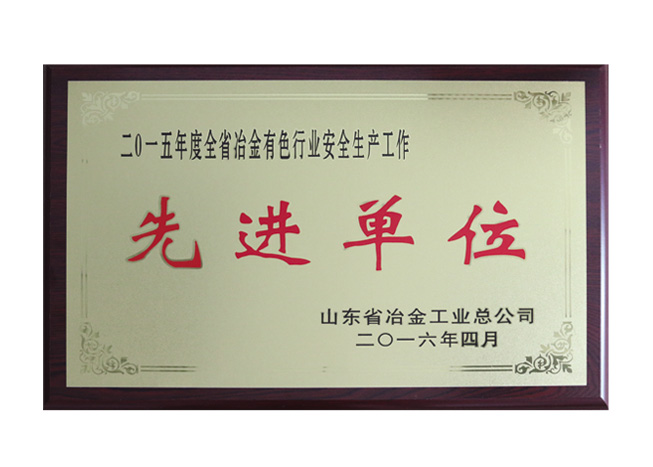 二0一五年度全省冶金有色行业安全生产工作
先进单位
山东省冶金工业总公司
二〇一六年四月